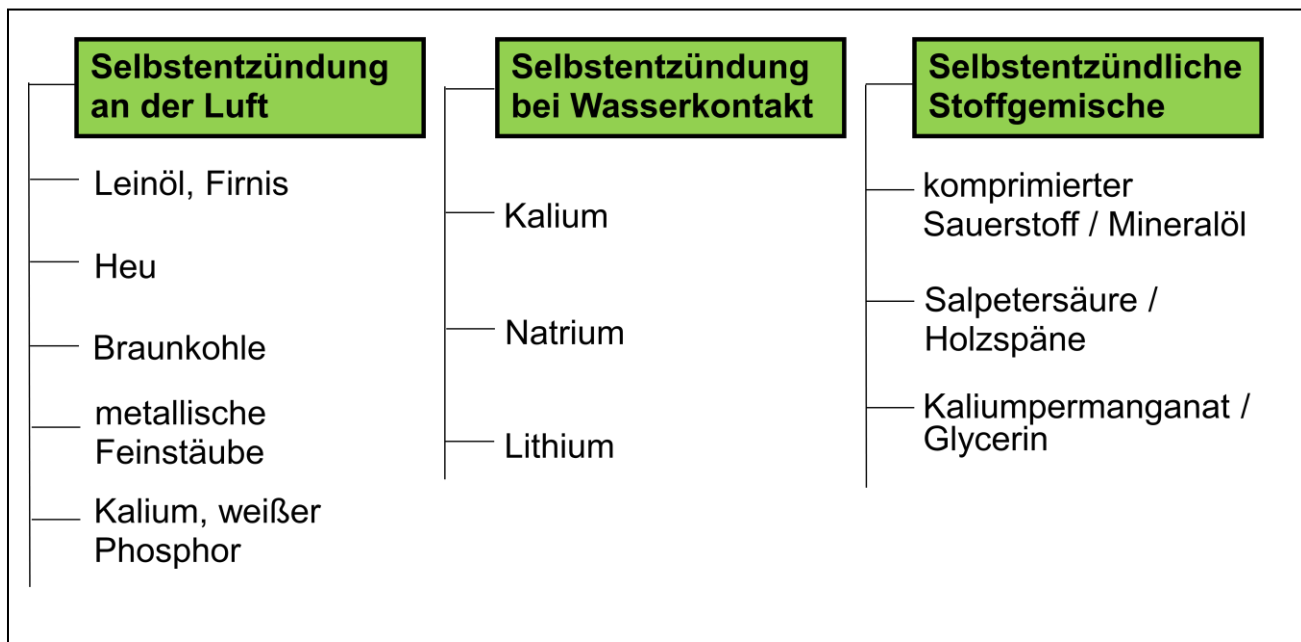 Selbstentzündung
an der Luft
Leinöl, Firnis
Heu
Braunkohle
metallische
Feinstäube
Kalium, weißer
Phosphor
Selbstentzündung
bei Wasserkontakt
Kalium
Natrium
Lithium
Selbstentzündliche
Stoffgemische
komprimierter
Sauerstoff / Mineralöl
Salpetersäure /
Holzspäne
Kaliumpermanganat /
Glycerin